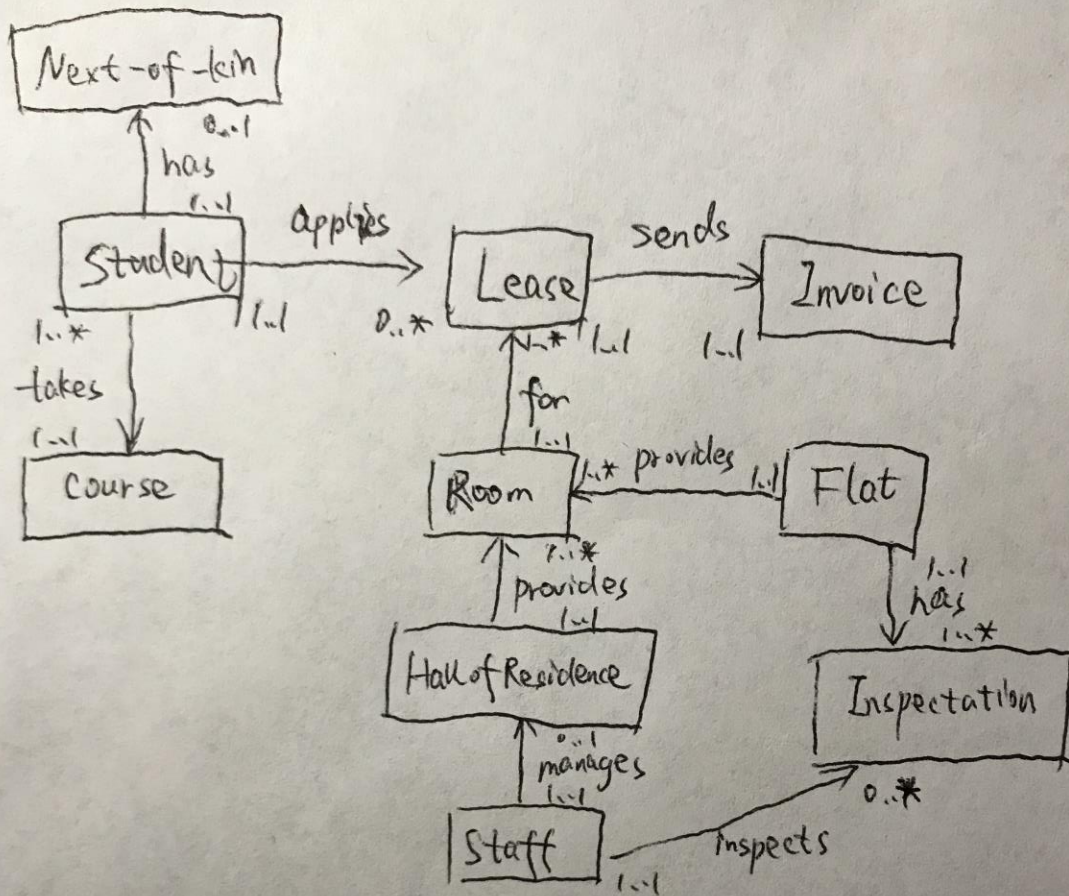 Next-of-kin
0..1
has
1..1
applies
sends
Student
Lease
Invoice
1..*
1..1
0..*
1..*
1..1
1..1
takes
for
1..1
1..1
1..*
provides
1..1
Course
Room
Flat
1..*
1..1
provides
has
1..1
1..*
Hall of Residence
Inspectation
0..1
manages
1..1
0..*
Staff
inspects
1..1